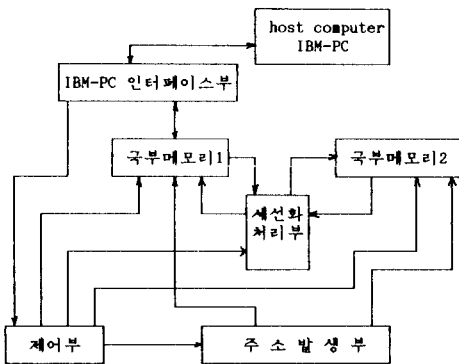 host computer
IBM-PC
IBM-PC 인터페이스부
국부메모리1
국부메모리2
세선화
처리부
제어부
주소발생부